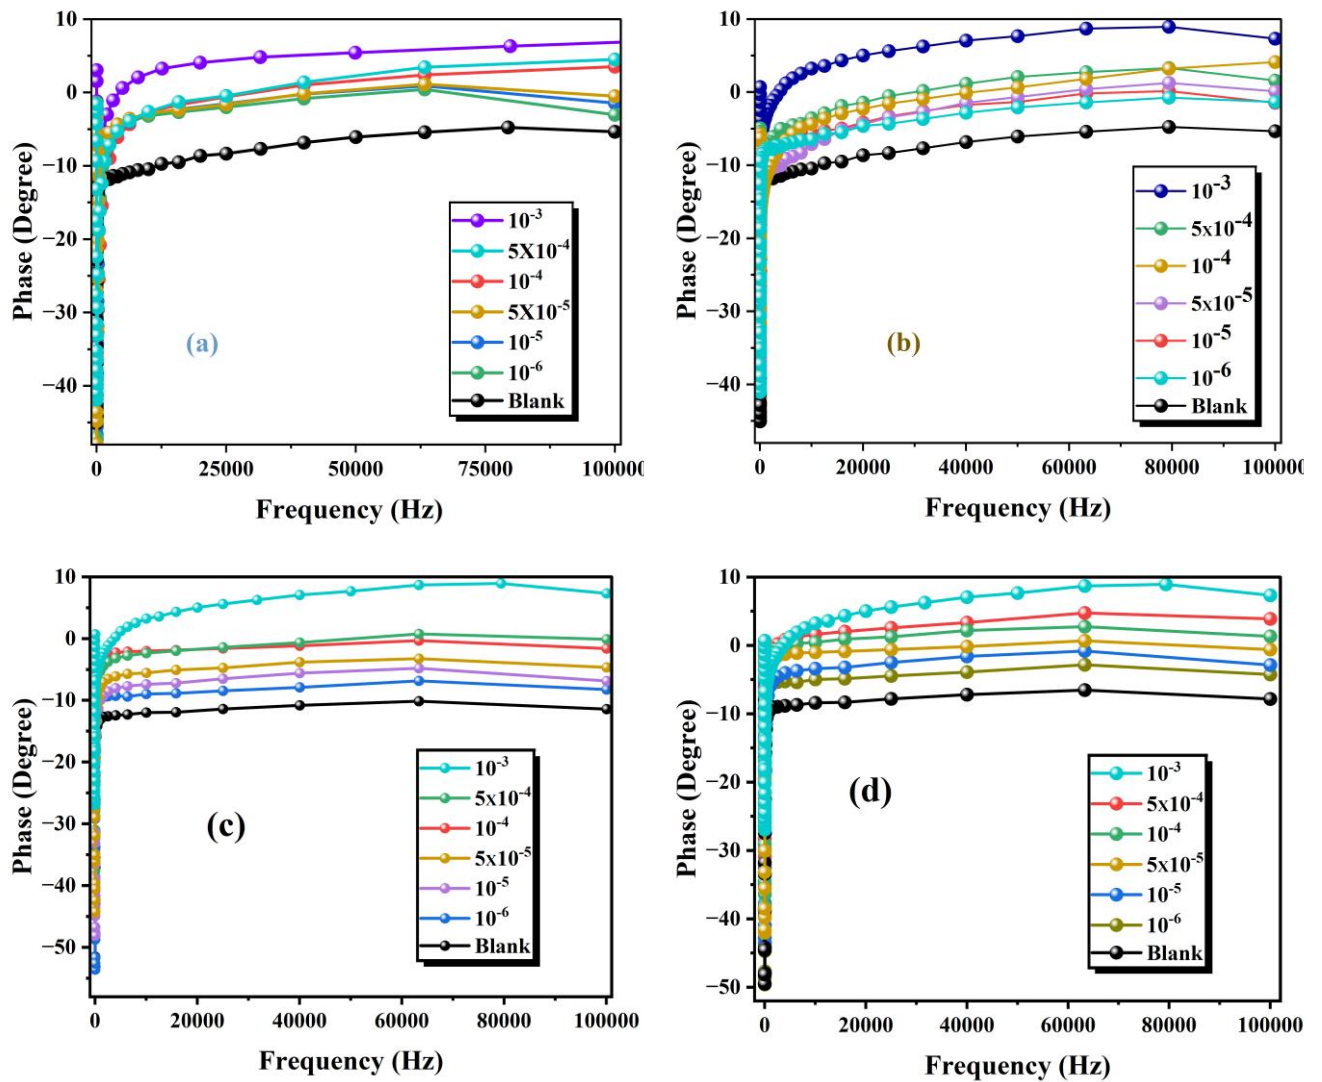 10
0
−10
−20
−30
−40
Phase (Degree)
10⁻³
5X10⁻⁴
10⁻⁴
5X10⁻⁵
10⁻⁵
10⁻⁶
Blank
(a)
0 25000 50000 75000 100000
Frequency (Hz)
10
0
−10
−20
−30
−40
Phase (Degree)
10⁻³
5x10⁻⁴
10⁻⁴
5x10⁻⁵
10⁻⁵
10⁻⁶
Blank
(b)
0 20000 40000 60000 80000 10000
Frequency (Hz)
10
0
−10
−20
−30
−40
−50
Phase (Degree)
10⁻³
5x10⁻⁴
10⁻⁴
5x10⁻⁵
10⁻⁵
10⁻⁶
Blank
(c)
0 20000 40000 60000 80000 100000
Frequency (Hz)
10
0
−10
−20
−30
−40
−50
Phase (Degree)
10⁻³
5x10⁻⁴
10⁻⁴
5x10⁻⁵
10⁻⁵
10⁻⁶
Blank
(d)
0 20000 40000 60000 80000 100000
Frequency (Hz)